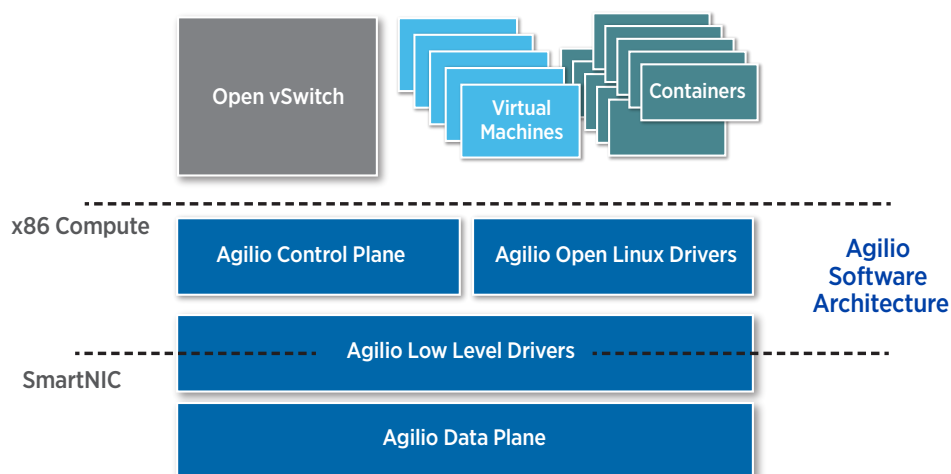 Open vSwitch
Virtual
Machines
Containers
x86 Compute
Agilio Control Plane
Agilio Open Linux Drivers
Agilio
Software
Architecture
Agilio Low Level Drivers
SmartNIC
Agilio Data Plane